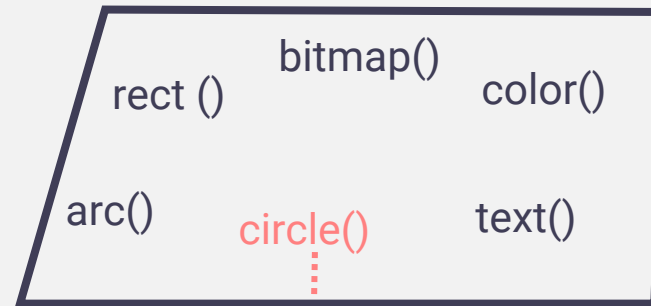 bitmap()
rect ()
color()
arc()
circle()
text()